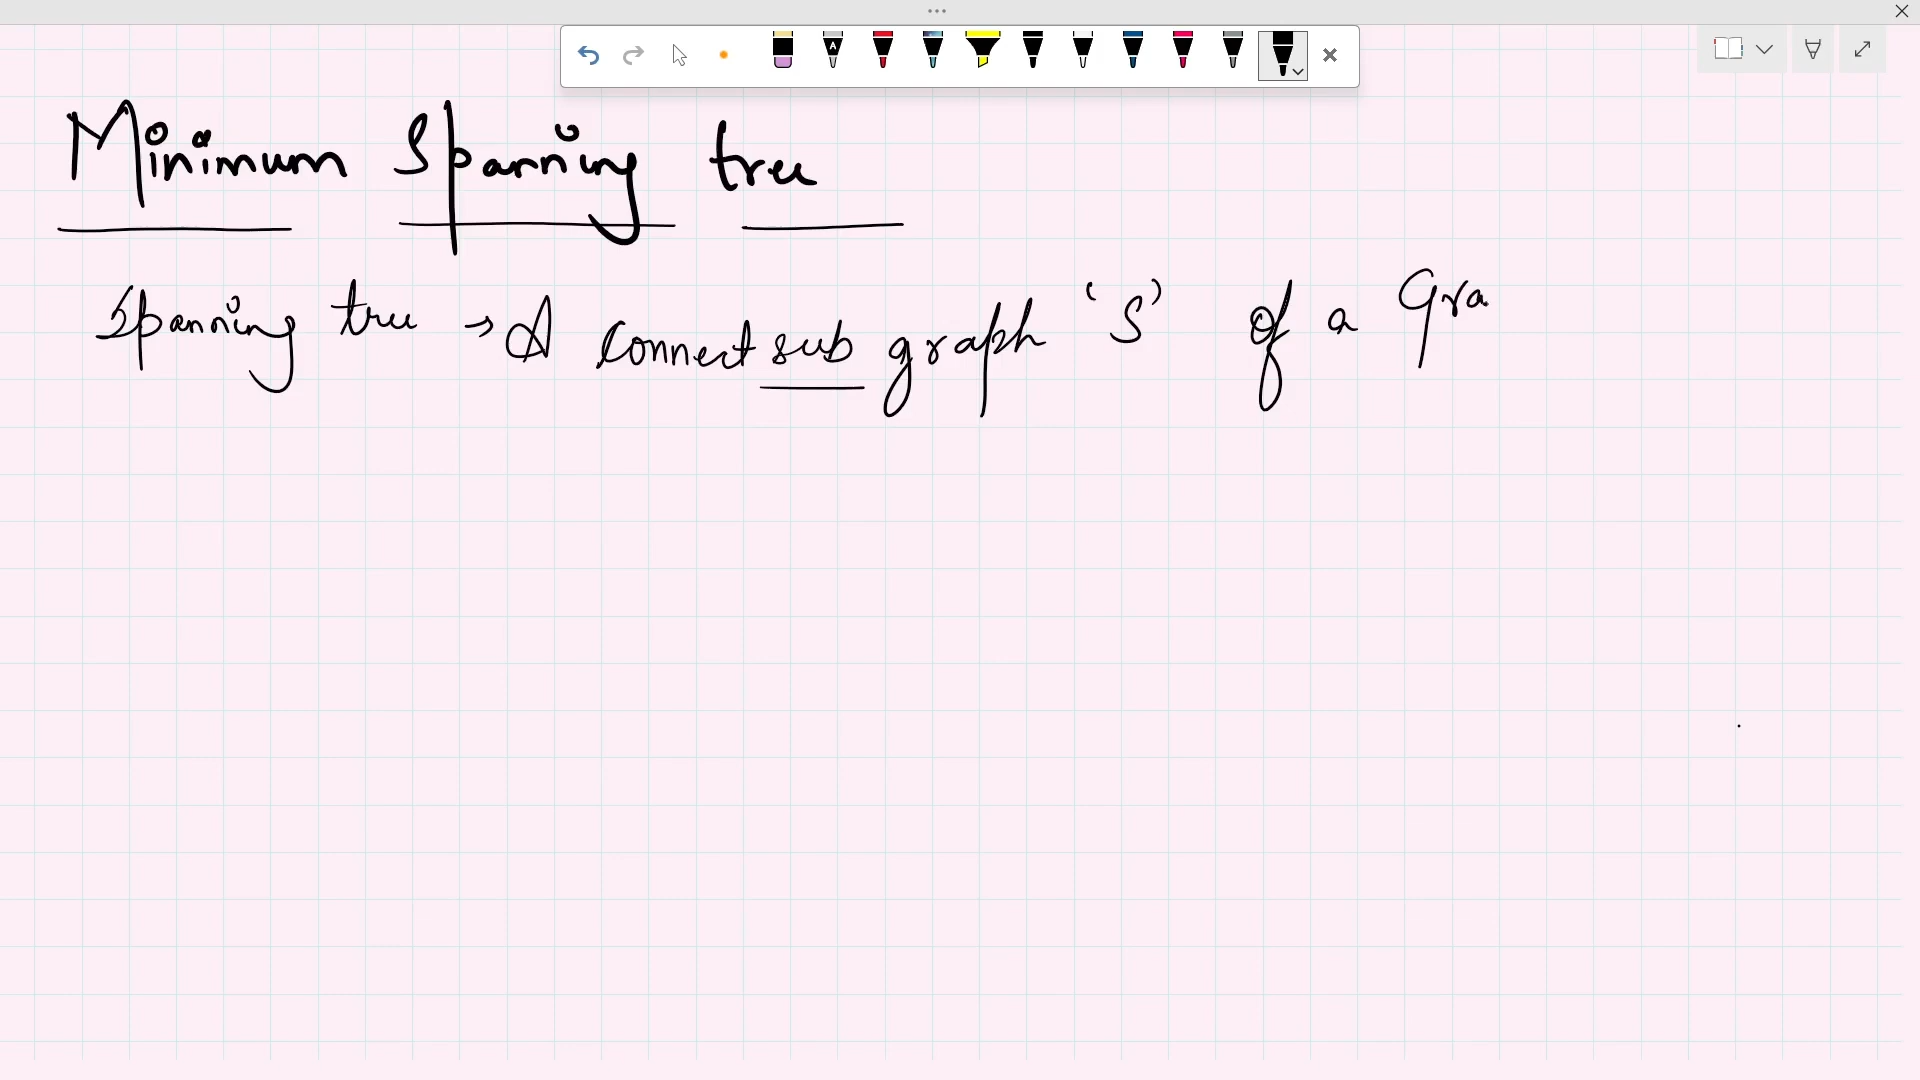 Minimum Spanning tree
Spanning tree → A connect sub graph 'S' of a Gra